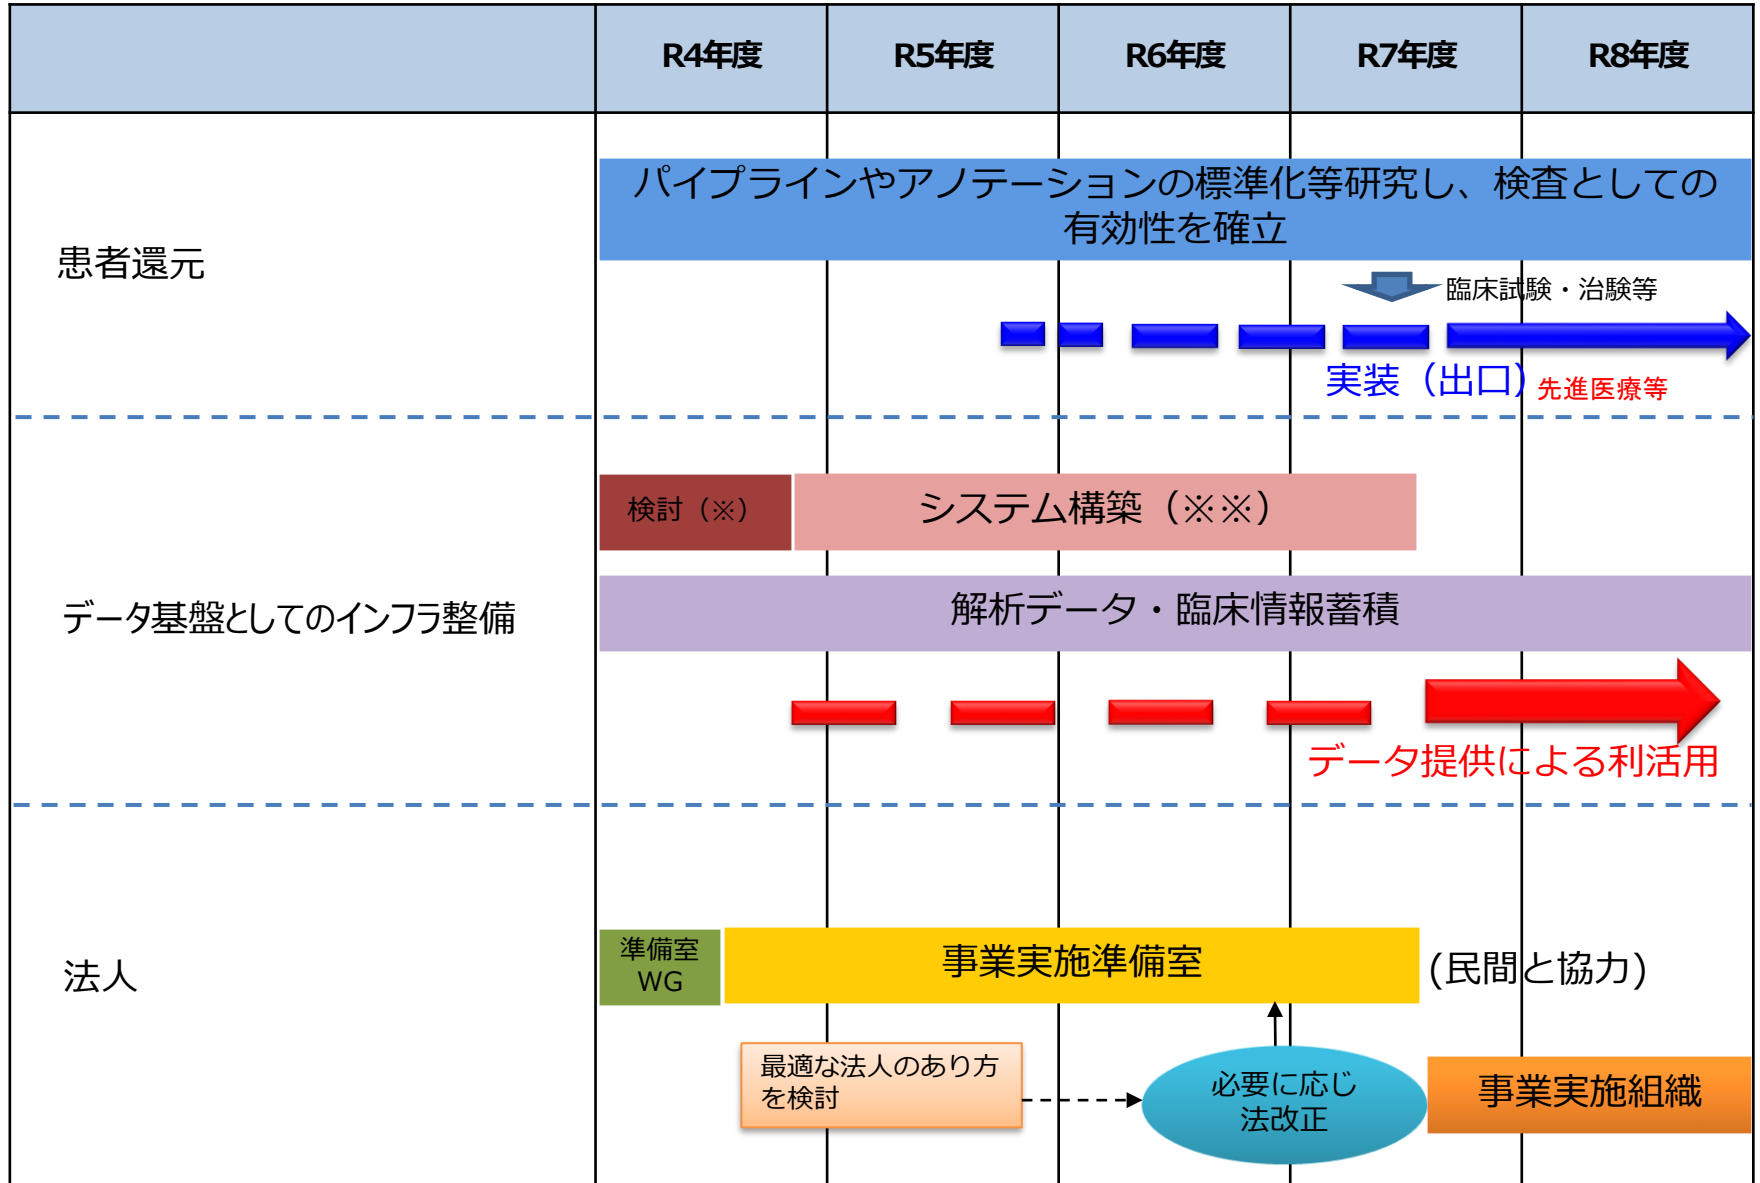 R4年度
R5年度
R6年度
R7年度
R8年度
患者還元
パイプラインやアノテーションの標準化等研究し、検査としての
有効性を確立
臨床試験・治験等
実装（出口）
先進医療等
データ基盤としてのインフラ整備
検討（※）
システム構築（※※）
解析データ・臨床情報蓄積
データ提供による利活用
法人
準備室
WG
事業実施準備室
(民間と協力)
最適な法人のあり方
を検討
必要に応じ
法改正
事業実施組織